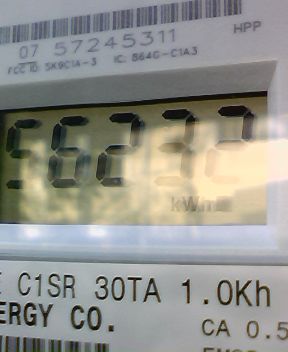 07 57245311
HPP
FCC ID: SK9C1A-3 IC: 864G-C1A3
56232
kWh
C1SR 30TA 1.0Kh
CO.
CA 0.5